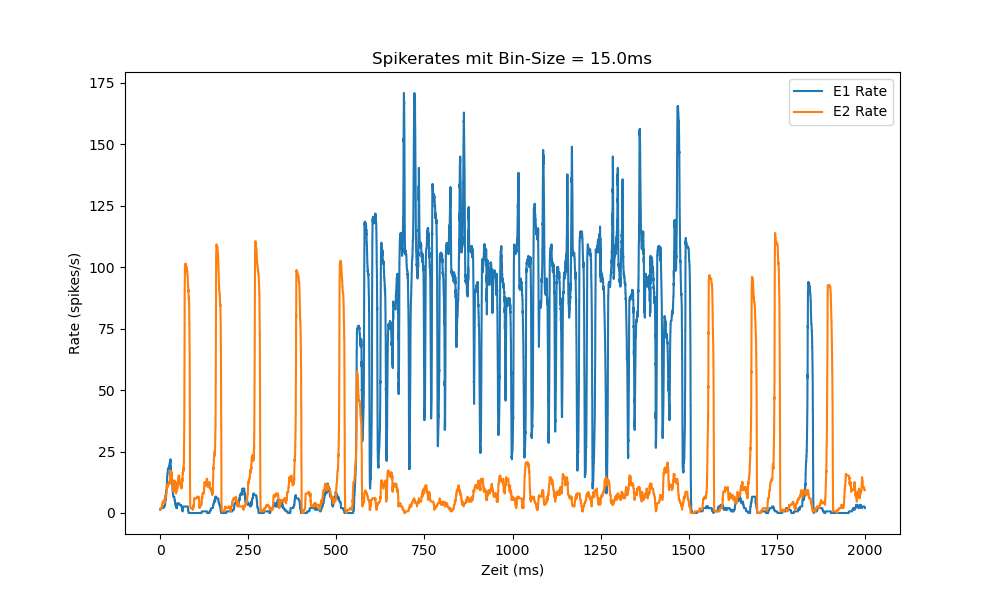 Spikerates mit Bin-Size = 15.0ms
E1 Rate
E2 Rate
Rate (spikes/s)
175
150
125
100
75
50
25
0
0 250 500 750 1000 1250 1500 1750 2000
Zeit (ms)